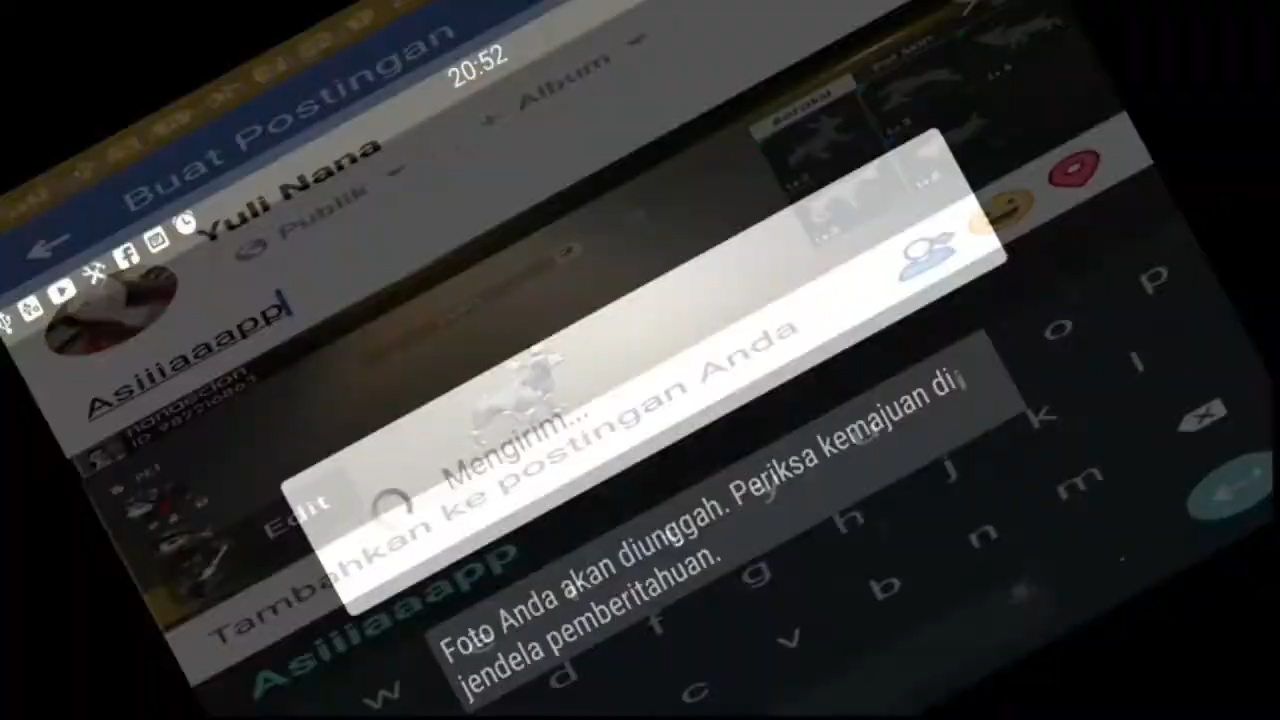 20:52
Buat Postingan
Yuli Nana
Publik
+ Album
Asiiiaaapp
Edit
Mengirim...
Tambahkan ke postingan Anda
Asiiiaaapp
Foto Anda akan diunggah. Periksa kemajuan di
jendela pemberitahuan.
p
o
l
k
j
m
h
n
g
b
f
v
d
c
w